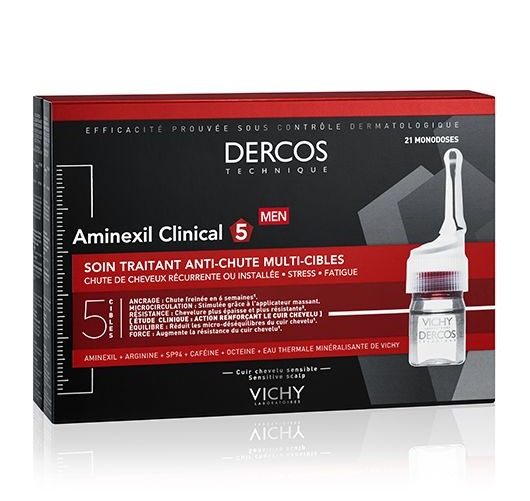 EFFICACITÉ PROUVÉE SOUS CONTRÔLE DERMATOLOGIQUE
21 MONODOSES
DERCOS
TECHNIQUE
Aminexil Clinical 5 MEN
SOIN TRAITANT ANTI-CHUTE MULTI-CIBLES
CHUTE DE CHEVEUX RÉCURRENTE OU INSTALLÉE • STRESS • FATIGUE
5 CIBLES
ANCRAGE : Chute freinée en 6 semaines¹.
MICROCIRCULATION : Stimulée grâce à l'applicateur massant.
RÉSISTANCE : Chevelure plus épaisse et plus résistante².
[ ÉTUDE CLINIQUE : ACTION RENFORÇANT LE CUIR CHEVELU ]
ÉQUILIBRE : Réduit les micro-déséquilibres du cuir chevelu³.
FORCE : Augmente la résistance du cuir chevelu³.
AMINEXIL + ARGININE + SP94 + CAFÉINE + OCTEINE + EAU THERMALE MINÉRALISANTE DE VICHY
Cuir chevelu sensible
Sensitive scalp
VICHY
LABORATOIRES
VICHY
DERCOS